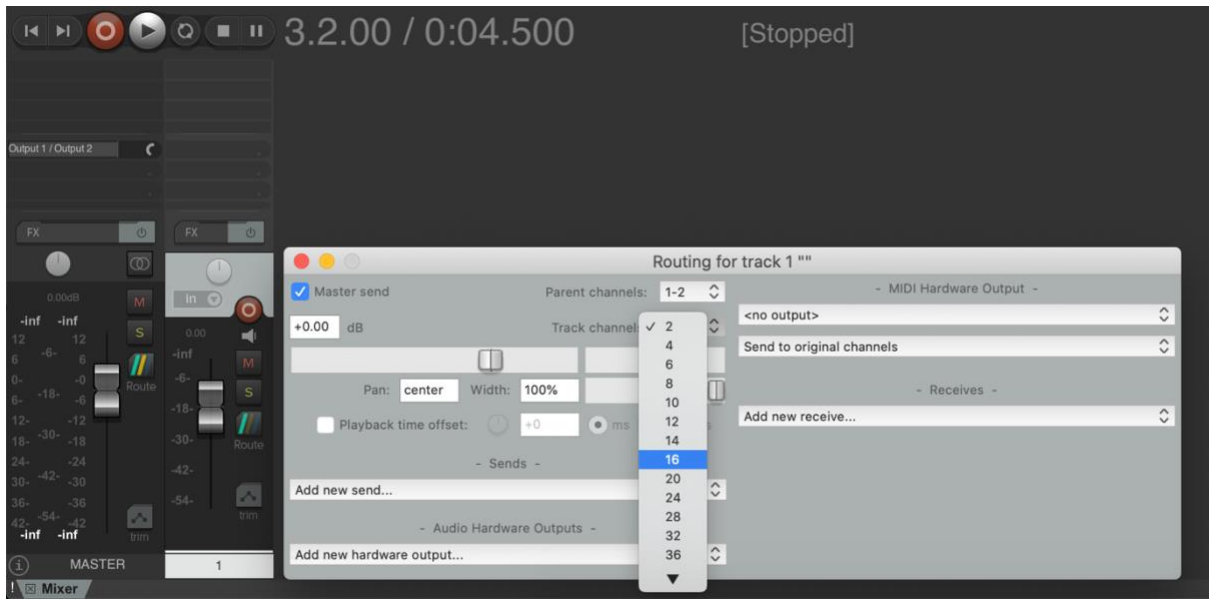 3.2.00 / 0:04.500 [Stopped]
Output 1 / Output 2
FX FX
0.00dB M In
-inf -inf
12 12 S 0.00
6 -6- 6 -inf M
0- -0 Route -6-
6- -18- -6 S
12- -12 -18-
18- -30- -18 -30- Route
24- -24
30- -42- -30 -42-
36- -36 -54-
42- -54- -42 trim
-inf -inf trim
i MASTER 1
! Mixer
Routing for track 1 ""
Master send Parent channels: 1-2
+0.00 dB Track channel
Pan: center Width: 100%
Playback time offset: +0 ms s
- Sends -
Add new send...
- Audio Hardware Outputs -
Add new hardware output...
✓ 2
4
6
8
10
12
14
16
20
24
28
32
36
- MIDI Hardware Output -
<no output>
Send to original channels
- Receives -
Add new receive...